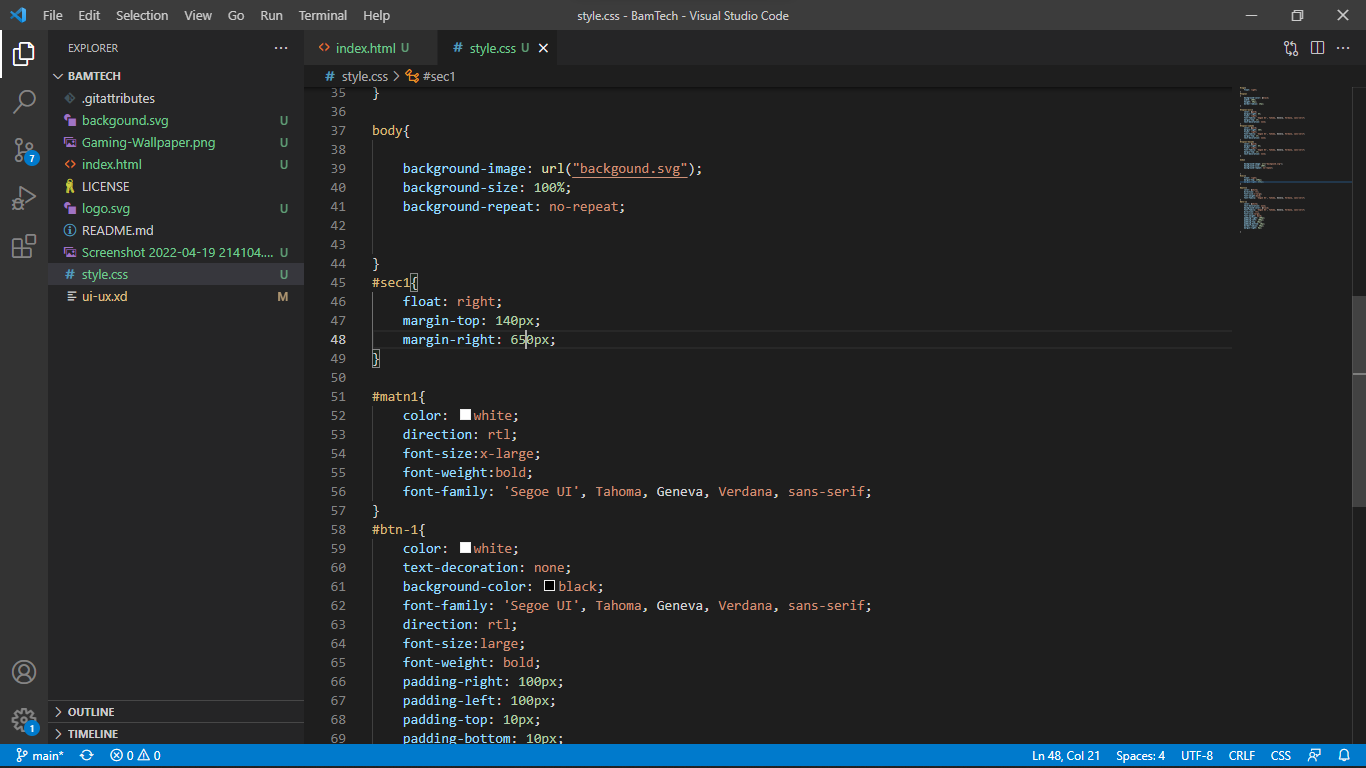 File Edit Selection View Go Run Terminal Help
style.css - BamTech - Visual Studio Code
EXPLORER
BAMTECH
.gitattributes
backgound.svg U
Gaming-Wallpaper.png U
index.html U
LICENSE
logo.svg U
README.md
Screenshot 2022-04-19 214104.... U
style.css U
ui-ux.xd M
OUTLINE
TIMELINE
7
1
index.html U
# style.css U
# style.css > #sec1
35 }
36
37 body{
38
39 background-image: url("backgound.svg");
40 background-size: 100%;
41 background-repeat: no-repeat;
42
43
44 }
45 #sec1{
46 float: right;
47 margin-top: 140px;
48 margin-right: 650px;
49 }
50
51 #matn1{
52 color: white;
53 direction: rtl;
54 font-size:x-large;
55 font-weight:bold;
56 font-family: 'Segoe UI', Tahoma, Geneva, Verdana, sans-serif;
57 }
58 #btn-1{
59 color: white;
60 text-decoration: none;
61 background-color: black;
62 font-family: 'Segoe UI', Tahoma, Geneva, Verdana, sans-serif;
63 direction: rtl;
64 font-size:large;
65 font-weight: bold;
66 padding-right: 100px;
67 padding-left: 100px;
68 padding-top: 10px;
69 padding-bottom: 10px;
main* 0 0
Ln 48, Col 21 Spaces: 4 UTF-8 CRLF CSS